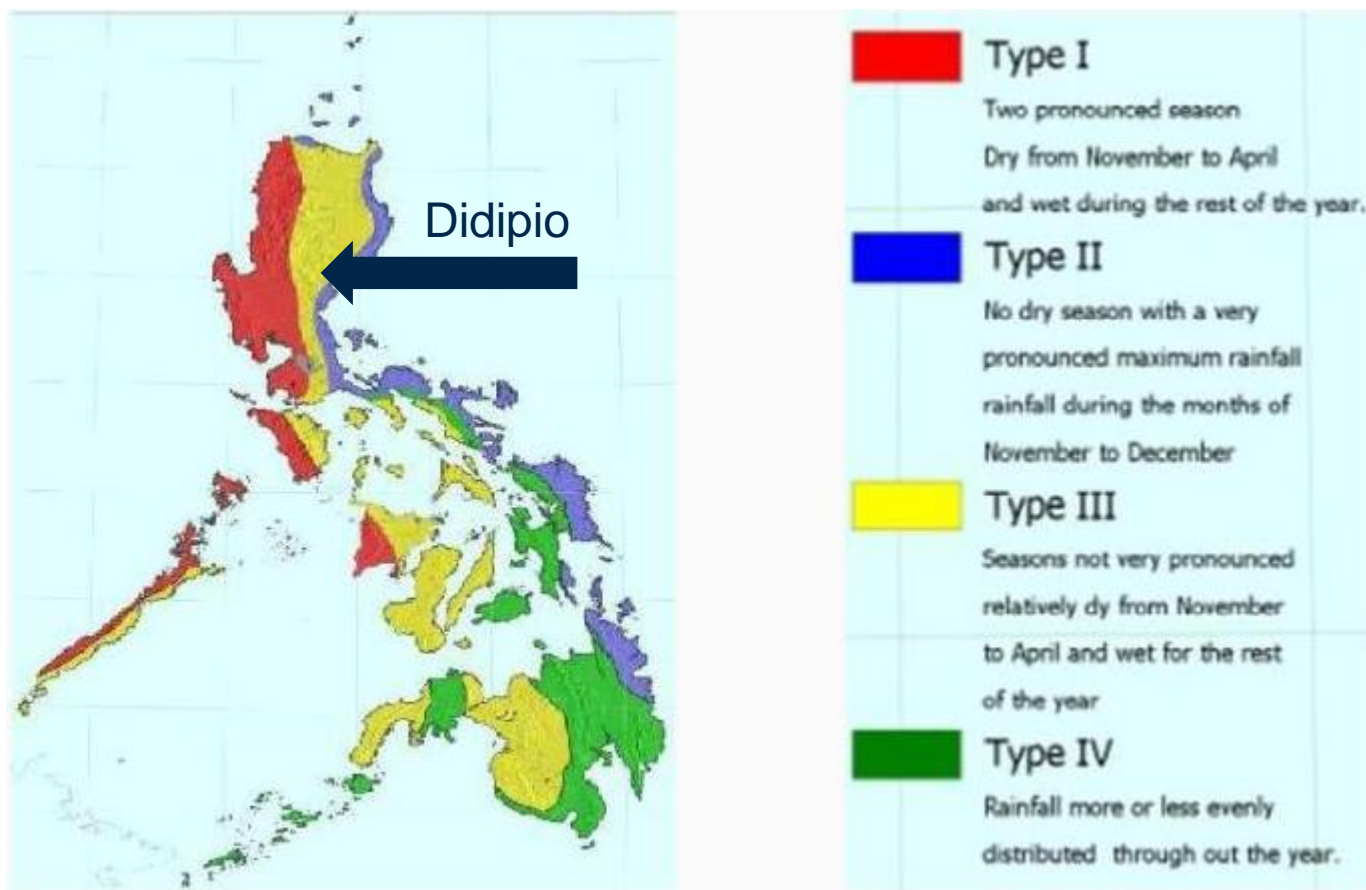 Didipio
Type I
Two pronounced season
Dry from November to April
and wet during the rest of the year.
Type II
No dry season with a very
pronounced maximum rainfall
rainfall during the months of
November to December
Type III
Seasons not very pronounced
relatively dy from November
to April and wet for the rest
of the year
Type IV
Rainfall more or less evenly
distributed through out the year.